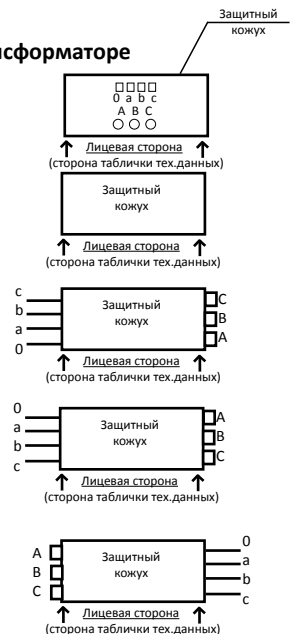 Защитный
кожух
нсформаторе
0 a b c
A B C
Лицевая сторона
(сторона таблички тех.данных)
Защитный
кожух
Лицевая сторона
(сторона таблички тех.данных)
c
b
a
0
Защитный
кожух
C
B
A
Лицевая сторона
(сторона таблички тех.данных)
0
a
b
c
Защитный
кожух
A
B
C
Лицевая сторона
(сторона таблички тех.данных)
A
B
C
Защитный
кожух
0
a
b
c
Лицевая сторона
(сторона таблички тех.данных)